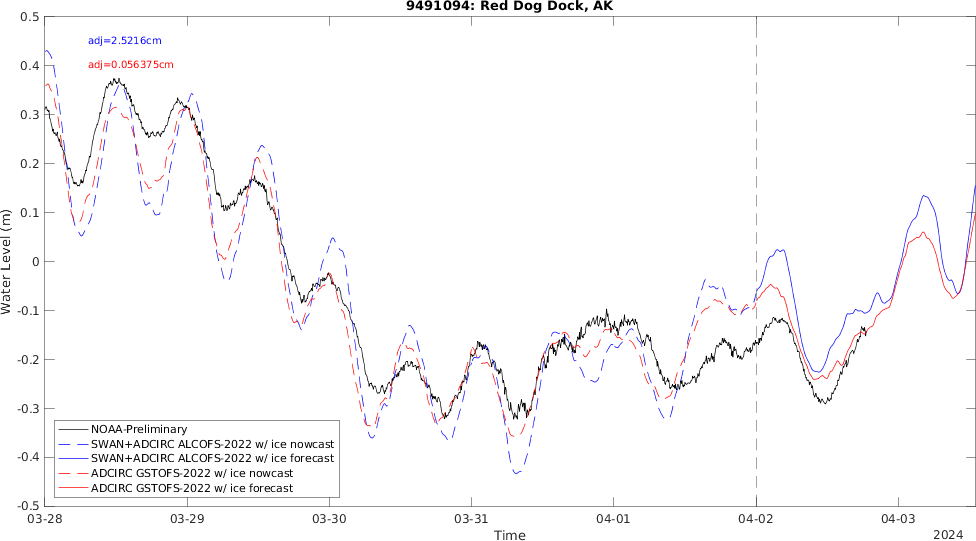 9491094: Red Dog Dock, AK
adj=2.5216cm
adj=0.056375cm
0.5
0.4
0.3
0.2
0.1
0
-0.1
-0.2
-0.3
-0.4
-0.5
Water Level (m)
NOAA-Preliminary
SWAN+ADCIRC ALCOFS-2022 w/ ice nowcast
SWAN+ADCIRC ALCOFS-2022 w/ ice forecast
ADCIRC GSTOFS-2022 w/ ice nowcast
ADCIRC GSTOFS-2022 w/ ice forecast
03-28 03-29 03-30 03-31 04-01 04-02 04-03
Time
2024